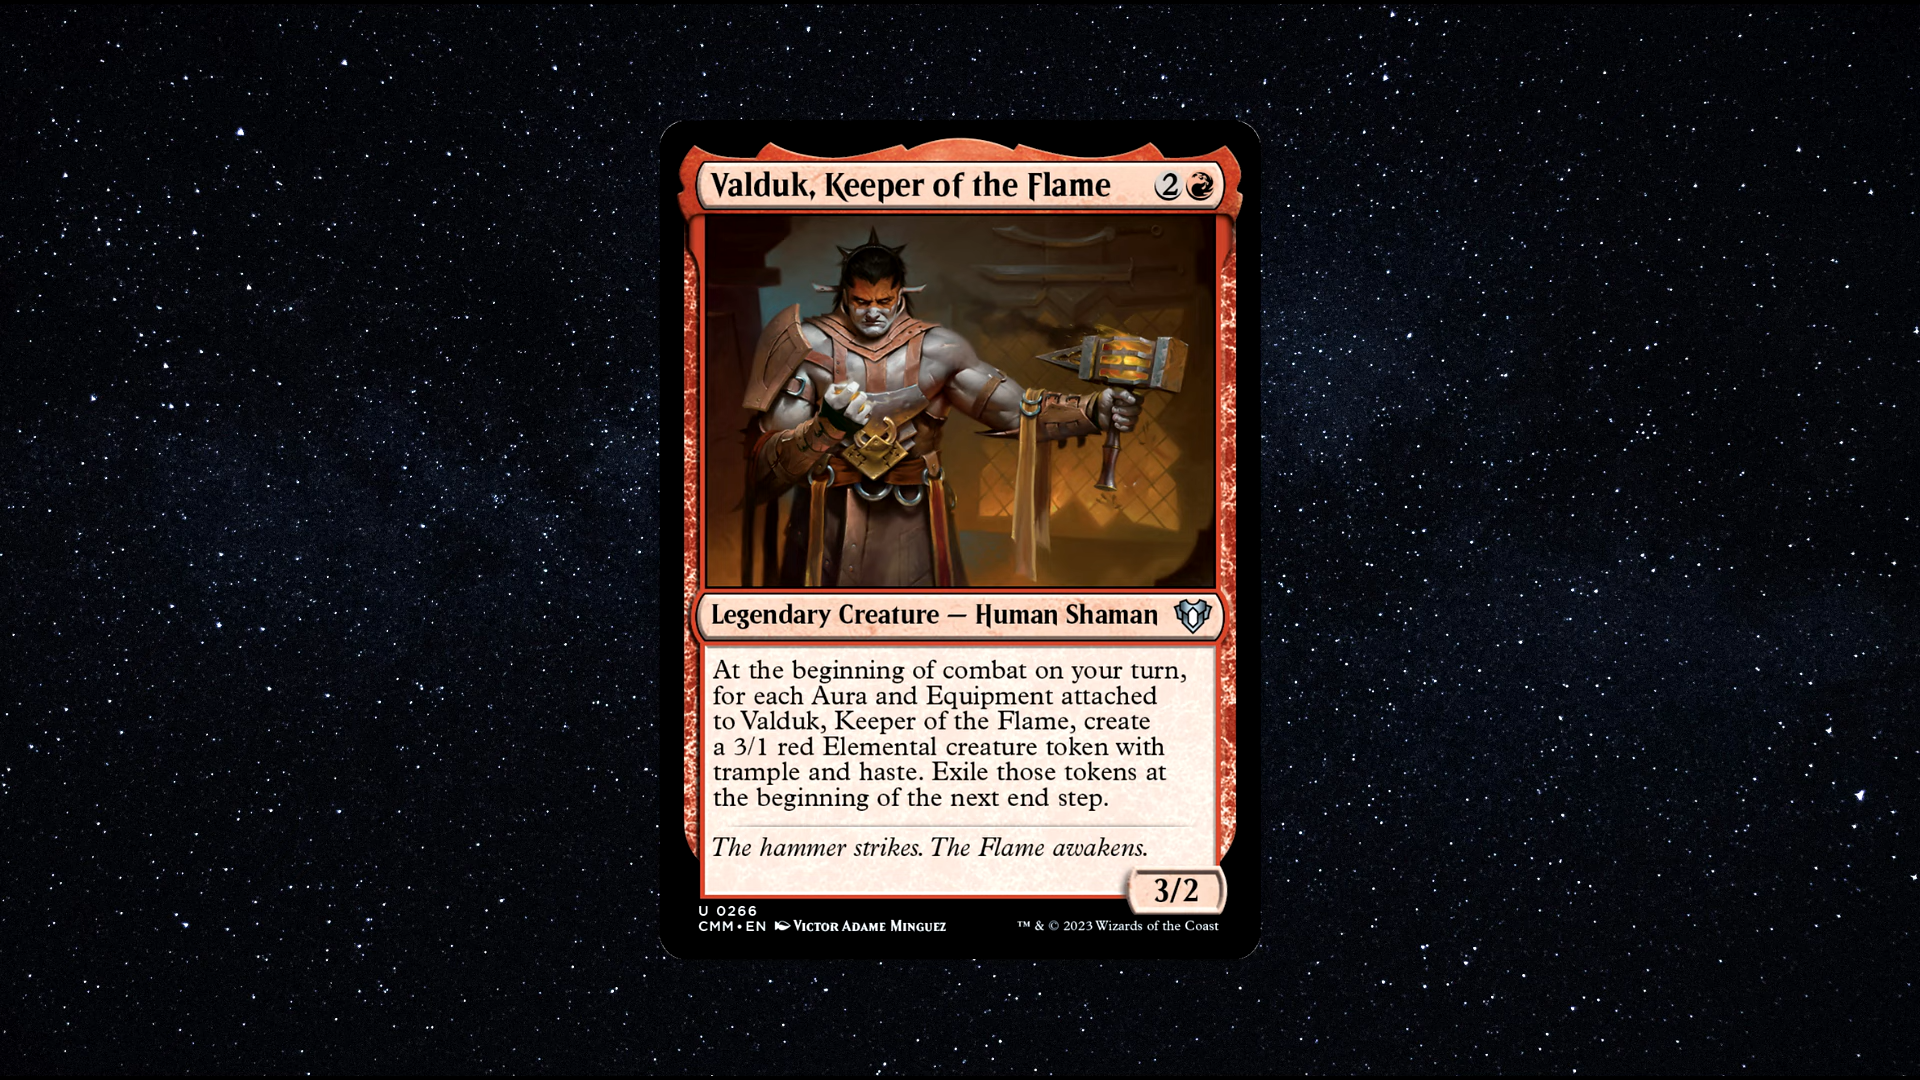 Valduk, Keeper of the Flame 2
Legendary Creature — Human Shaman
At the beginning of combat on your turn,
for each Aura and Equipment attached
to Valduk, Keeper of the Flame, create
a 3/1 red Elemental creature token with
trample and haste. Exile those tokens at
the beginning of the next end step.
The hammer strikes. The Flame awakens.
3/2
U 0266
CMM • EN Victor Adame Minguez
™ & © 2023 Wizards of the Coast